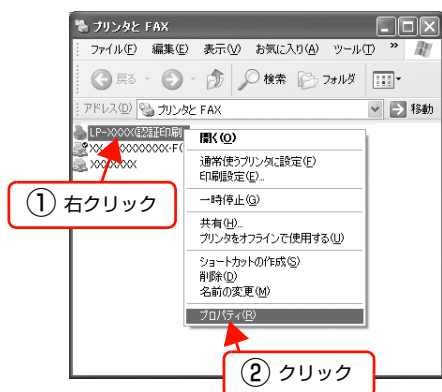 プリンタと FAX
ファイル(F) 編集(E) 表示(V) お気に入り(A) ツール(T) »
戻る 検索 フォルダ
アドレス(D) プリンタと FAX 移動
LP-XXXX(認証印刷)
開く(O)
XXXXXXX
通常使うプリンタに設定(F)
印刷設定(E)...
一時停止(G)
① 右クリック
共有(H)...
プリンタをオフラインで使用する(U)
ショートカットの作成(S)
削除(D)
名前の変更(M)
プロパティ(R)
② クリック